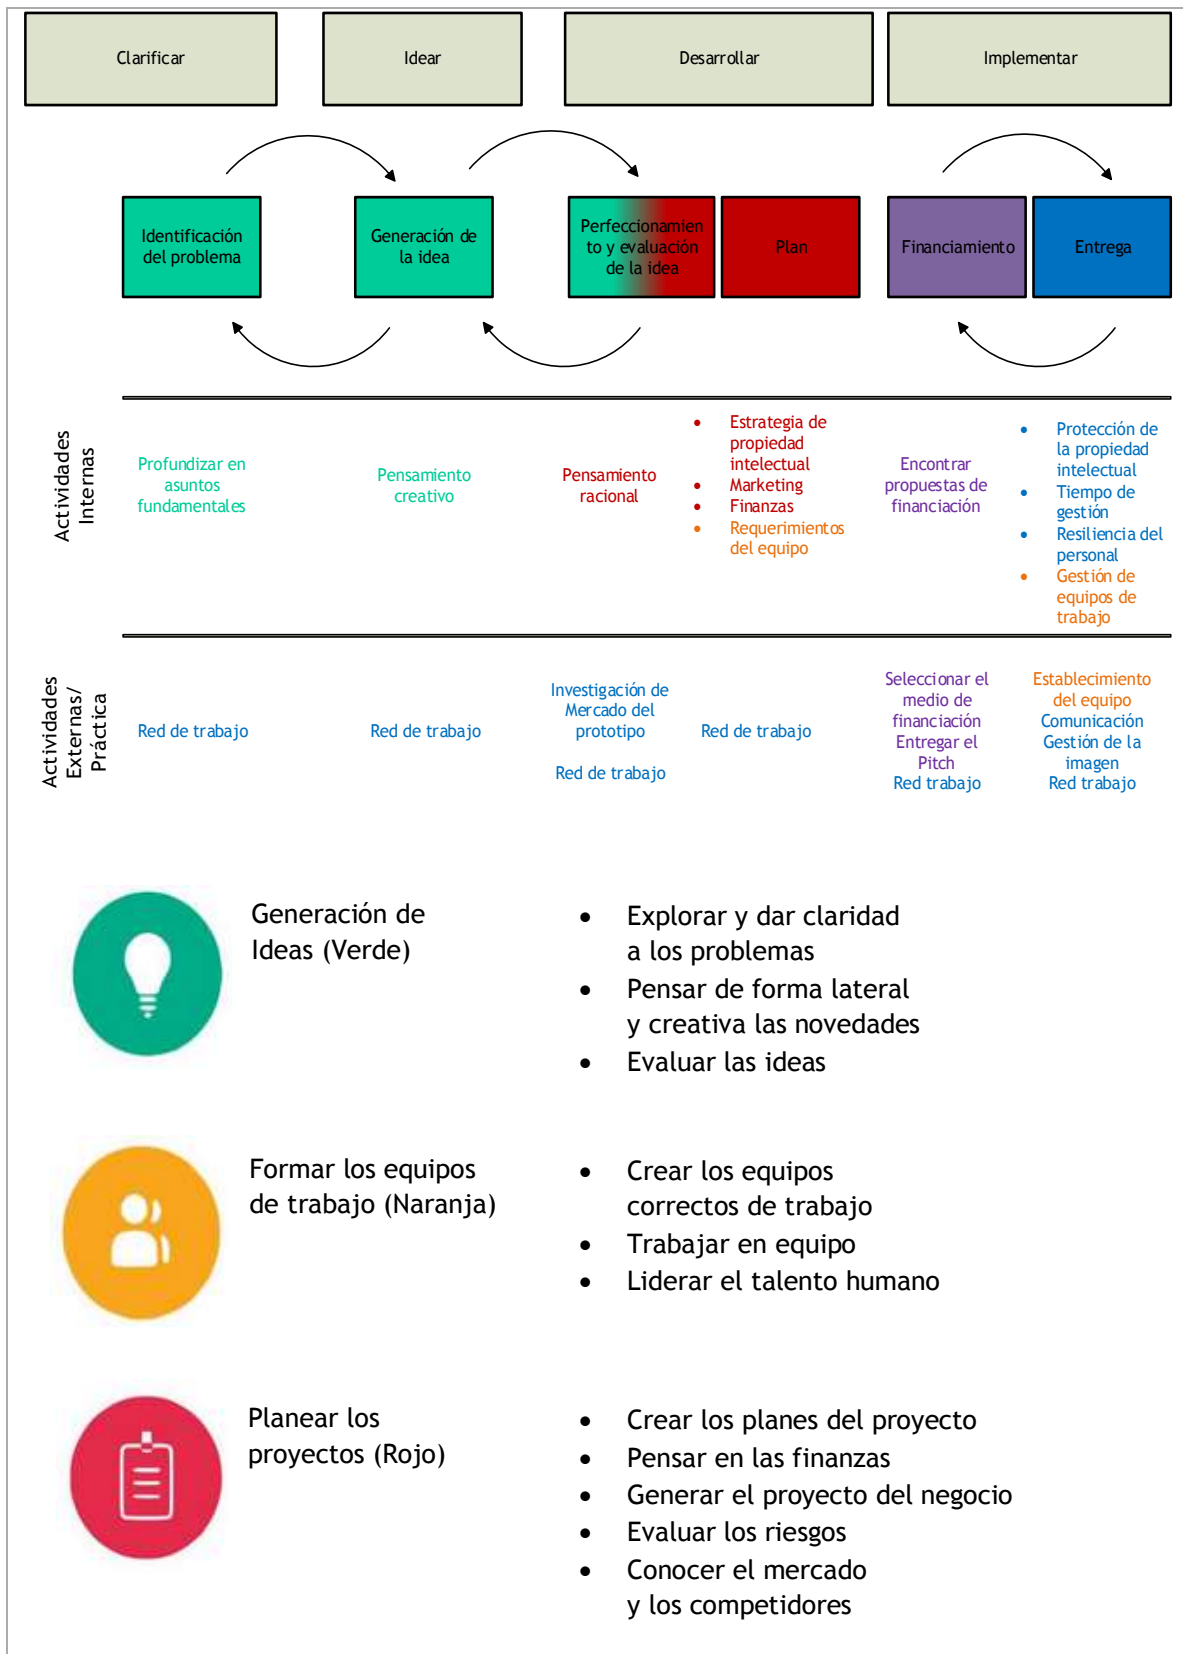 Clarificar
Idear
Desarrollar
Implementar
Identificación
del problema
Generación de
la idea
Perfeccionamien
to y evaluación
de la idea
Plan
Financiamiento
Entrega
Actividades
Internas
Profundizar en
asuntos
fundamentales
Pensamiento
creativo
Pensamiento
racional
• Estrategia de
propiedad
intelectual
• Marketing
• Finanzas
• Requerimientos
del equipo
Encontrar
propuestas de
financiación
• Protección de
la propiedad
intelectual
• Tiempo de
gestión
• Resiliencia del
personal
• Gestión de
equipos de
trabajo
Actividades
Externas/
Práctica
Red de trabajo
Red de trabajo
Investigación de
Mercado del
prototipo
Red de trabajo
Red de trabajo
Seleccionar el
medio de
financiación
Entregar el
Pitch
Red trabajo
Establecimiento
del equipo
Comunicación
Gestión de la
imagen
Red trabajo
Generación de
Ideas (Verde)
• Explorar y dar claridad
a los problemas
• Pensar de forma lateral
y creativa las novedades
• Evaluar las ideas
Formar los equipos
de trabajo (Naranja)
• Crear los equipos
correctos de trabajo
• Trabajar en equipo
• Liderar el talento humano
Planear los
proyectos (Rojo)
• Crear los planes del proyecto
• Pensar en las finanzas
• Generar el proyecto del negocio
• Evaluar los riesgos
• Conocer el mercado
y los competidores